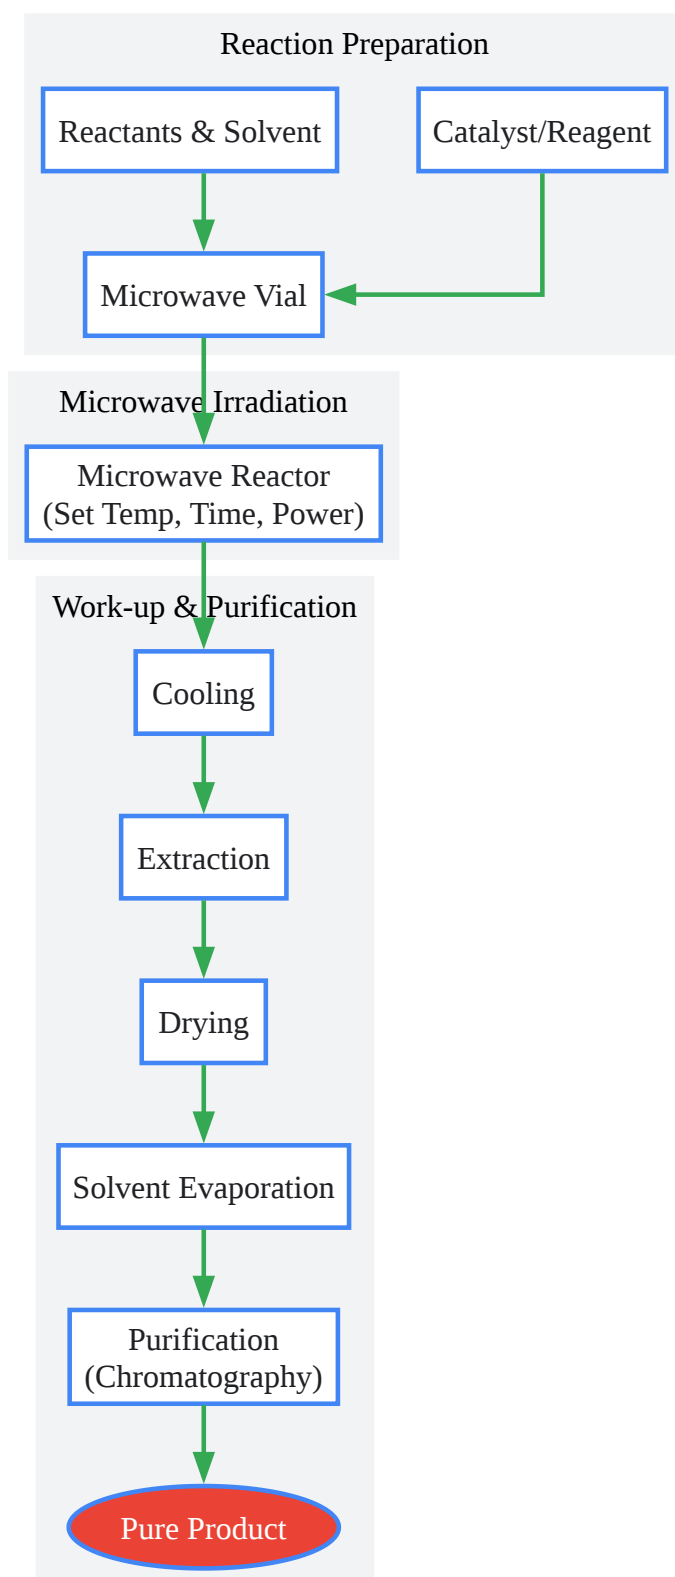 Reaction Preparation
Reactants & Solvent
Catalyst/Reagent
Microwave Vial
Microwave Irradiation
Microwave Reactor
(Set Temp, Time, Power)
Work-up & Purification
Cooling
Extraction
Drying
Solvent Evaporation
Purification
(Chromatography)
Pure Product